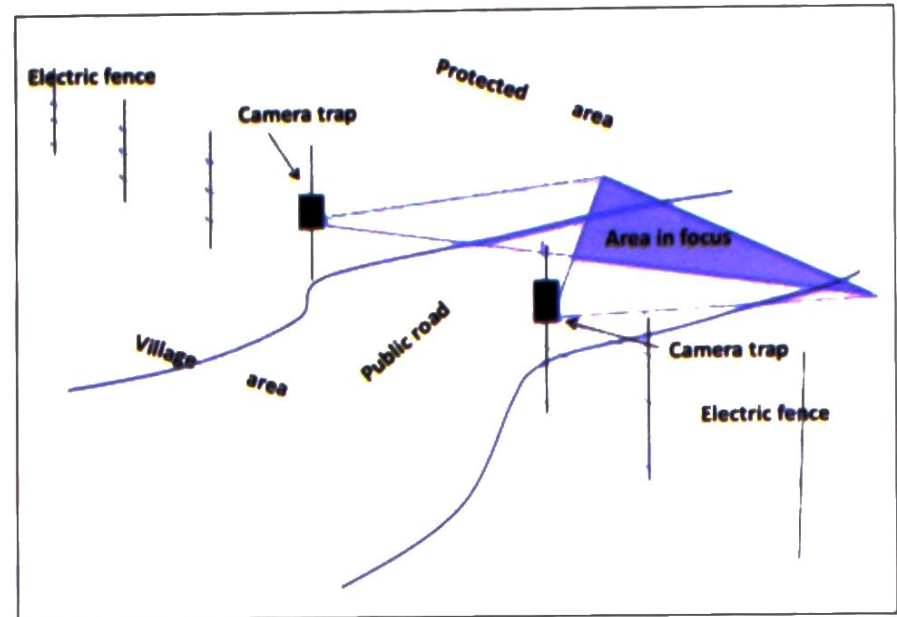 Electric fence
Protected area
Camera trap
Area in focus
Village area
Public road
Camera trap
Electric fence